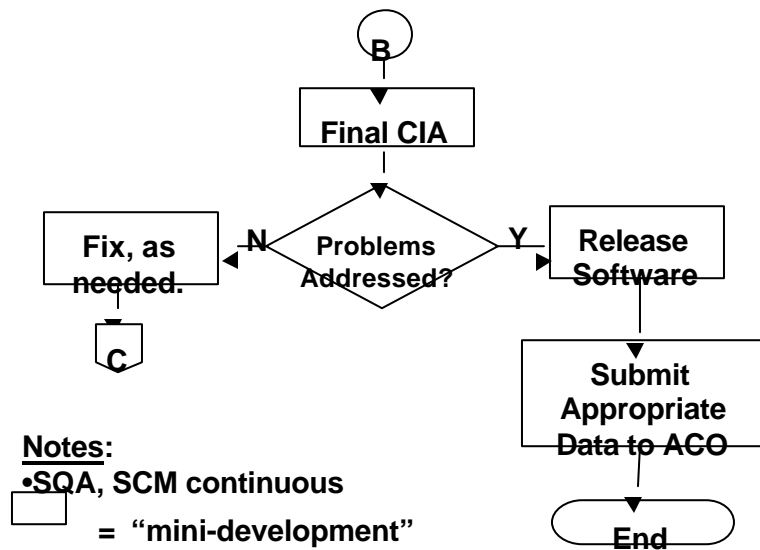 B
Final CIA
Problems
Addressed?
N
Y
Fix, as
needed.
Release
Software
C
Submit
Appropriate
Data to ACO
Notes:
•SQA, SCM continuous
= “mini-development”
End